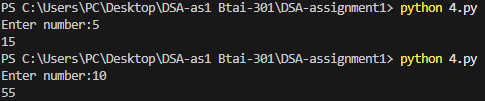 PS C:\Users\PC\Desktop\DSA-as1 Btai-301\DSA-assignment1> python 4.py
Enter number:5
15
PS C:\Users\PC\Desktop\DSA-as1 Btai-301\DSA-assignment1> python 4.py
Enter number:10
55